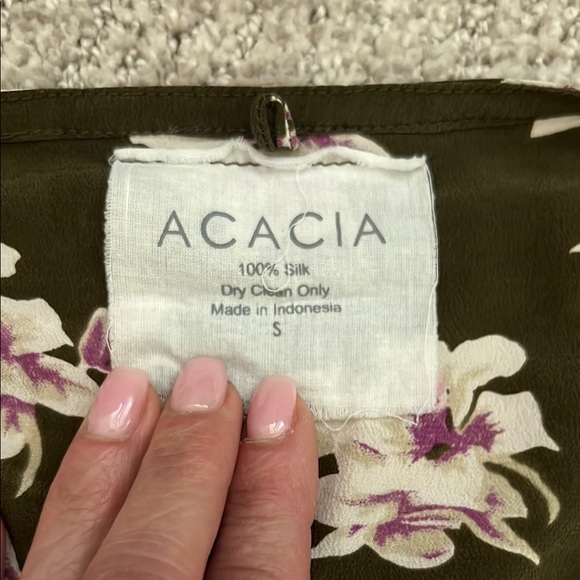 ACACIA
100% Silk
Dry Clean Only
Made in Indonesia
S